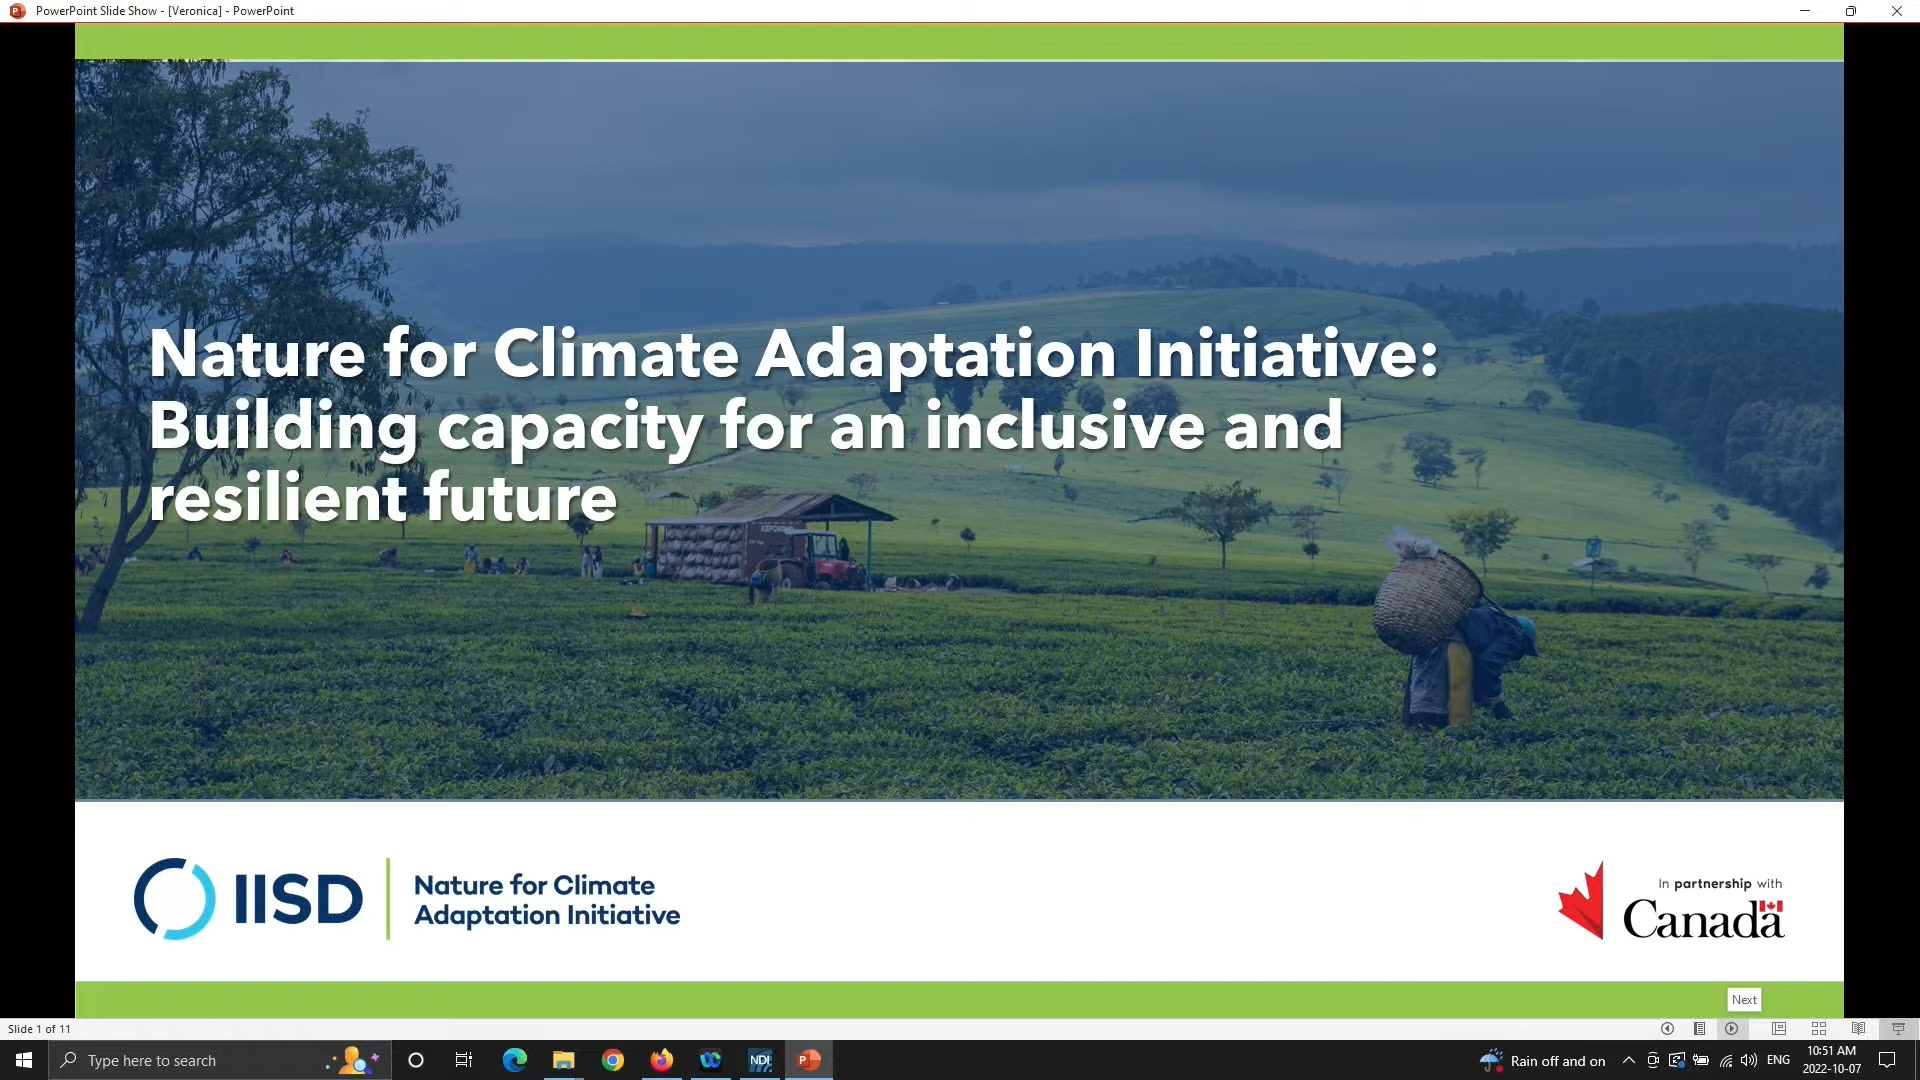 PowerPoint Slide Show - [Veronica] - PowerPoint
Nature for Climate Adaptation Initiative:
Building capacity for an inclusive and
resilient future
KEPCHOMO
IISD
Nature for Climate
Adaptation Initiative
In partnership with
Canada
Next
Slide 1 of 11
Type here to search
NDI
Rain off and on
ENG
10:51 AM
2022-10-07